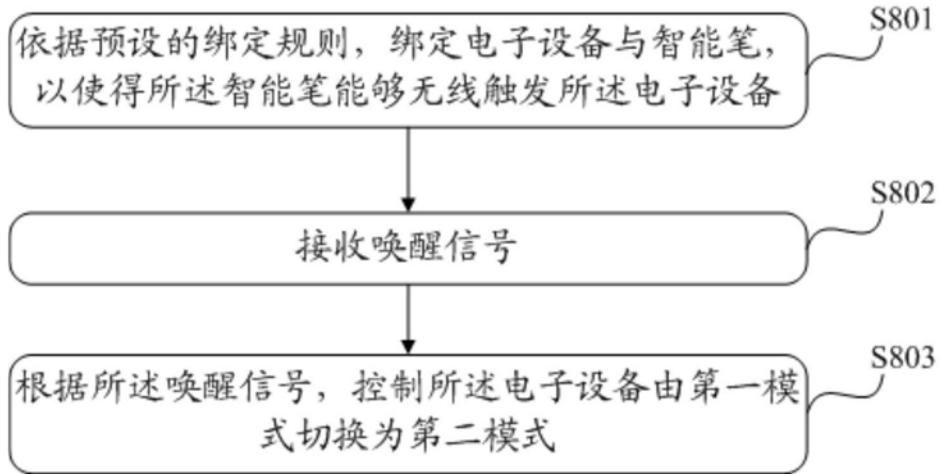 S801
依据预设的绑定规则，绑定电子设备与智能笔，
以使得所述智能笔能够无线触发所述电子设备
S802
接收唤醒信号
S803
根据所述唤醒信号，控制所述电子设备由第一模
式切换为第二模式